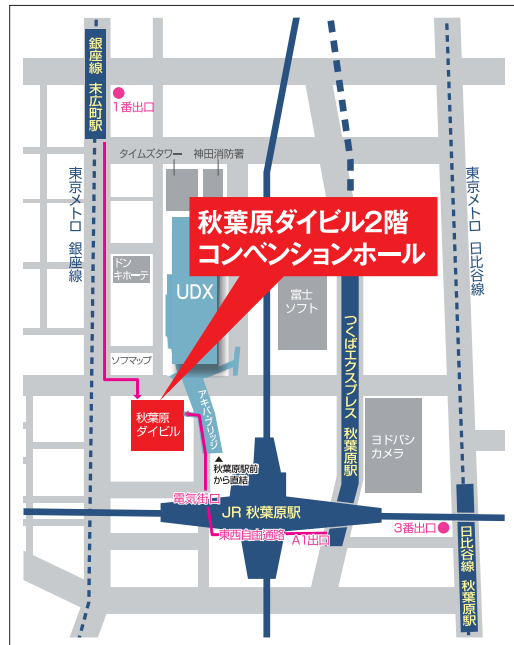 銀座線 末広町駅
1番出口
タイムズタワー
神田消防署
東京メトロ 銀座線
東京メトロ 日比谷線
秋葉原ダイビル2階
コンベンションホール
ドン
キホーテ
UDX
富士
ソフト
つくばエクスプレス 秋葉原駅
ソフマップ
アキバ・ブリッジ
秋葉原
ダイビル
ヨドバシ
カメラ
▲
秋葉原駅前
から直結
電気街口
JR 秋葉原駅
東西自由通路
A1出口
3番出口
日比谷線 秋葉原駅